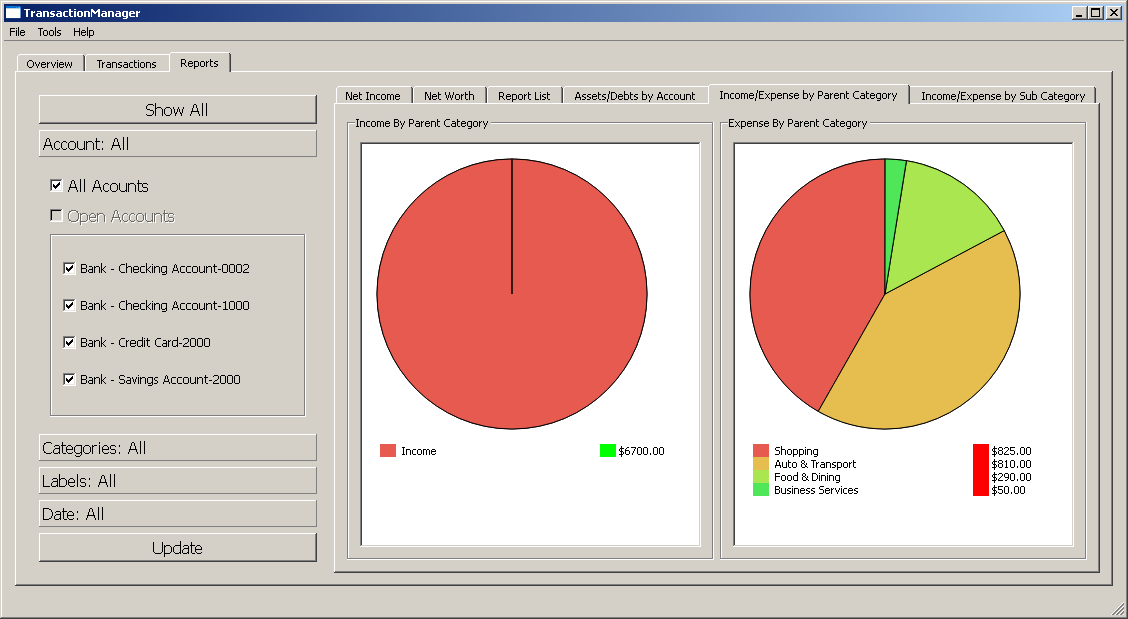 TransactionManager
File Tools Help
Overview Transactions Reports
Show All
Account: All
All Acounts
Open Accounts
Bank - Checking Account-0002
Bank - Checking Account-1000
Bank - Credit Card-2000
Bank - Savings Account-2000
Categories: All
Labels: All
Date: All
Update
Net Income Net Worth Report List Assets/Debts by Account Income/Expense by Parent Category Income/Expense by Sub Category
Income By Parent Category
Income $6700.00
Expense By Parent Category
Shopping $825.00
Auto & Transport $810.00
Food & Dining $290.00
Business Services $50.00